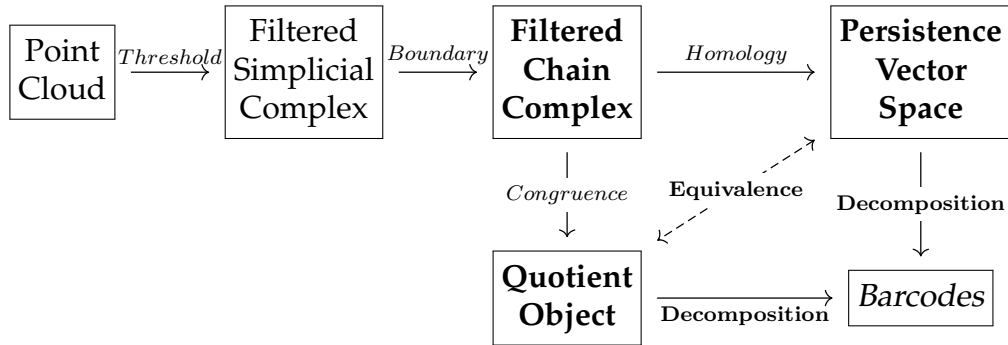 Point
Cloud
Threshold
Filtered
Simplicial
Complex
Boundary
Filtered
Chain
Complex
Homology
Persistence
Vector
Space
Congruence
Equivalence
Decomposition
Quotient
Object
Decomposition
Barcodes